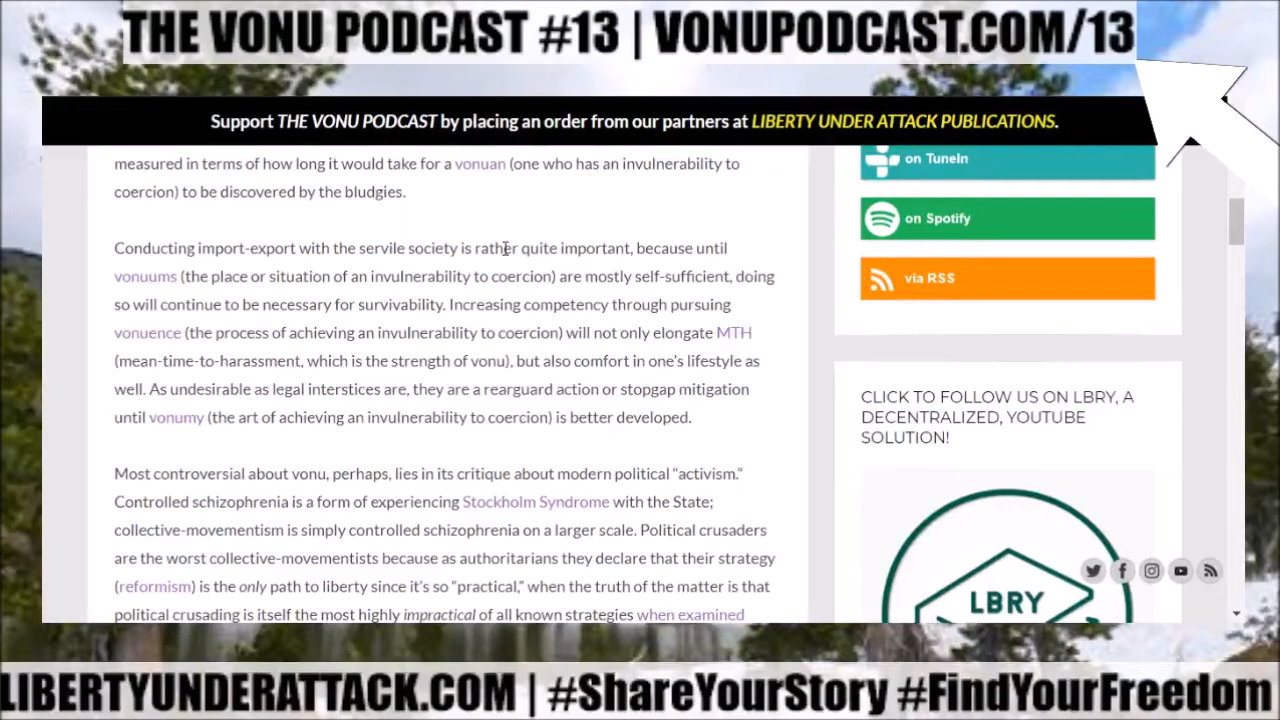 THE VONU PODCAST #13 | VONUPODCAST.COM/13
Support THE VONU PODCAST by placing an order from our partners at LIBERTY UNDER ATTACK PUBLICATIONS.
measured in terms of how long it would take for a vonuan (one who has an invulnerability to
coercion) to be discovered by the bludgies.
Conducting import-export with the servile society is rather quite important, because until
vonuums (the place or situation of an invulnerability to coercion) are mostly self-sufficient, doing
so will continue to be necessary for survivability. Increasing competency through pursuing
vonuence (the process of achieving an invulnerability to coercion) will not only elongate MTH
(mean-time-to-harassment, which is the strength of vonu), but also comfort in one's lifestyle as
well. As undesirable as legal interstices are, they are a rearguard action or stopgap mitigation
until vonumy (the art of achieving an invulnerability to coercion) is better developed.
Most controversial about vonu, perhaps, lies in its critique about modern political “activism.”
Controlled schizophrenia is a form of experiencing Stockholm Syndrome with the State;
collective-movementism is simply controlled schizophrenia on a larger scale. Political crusaders
are the worst collective-movementists because as authoritarians they declare that their strategy
(reformism) is the only path to liberty since it's so “practical,” when the truth of the matter is that
political crusading is itself the most highly impractical of all known strategies when examined
on TuneIn
on Spotify
via RSS
CLICK TO FOLLOW US ON LBRY, A
DECENTRALIZED, YOUTUBE
SOLUTION!
LBRY
LIBERTYUNDERATTACK.COM | #ShareYourStory #FindYourFreedom